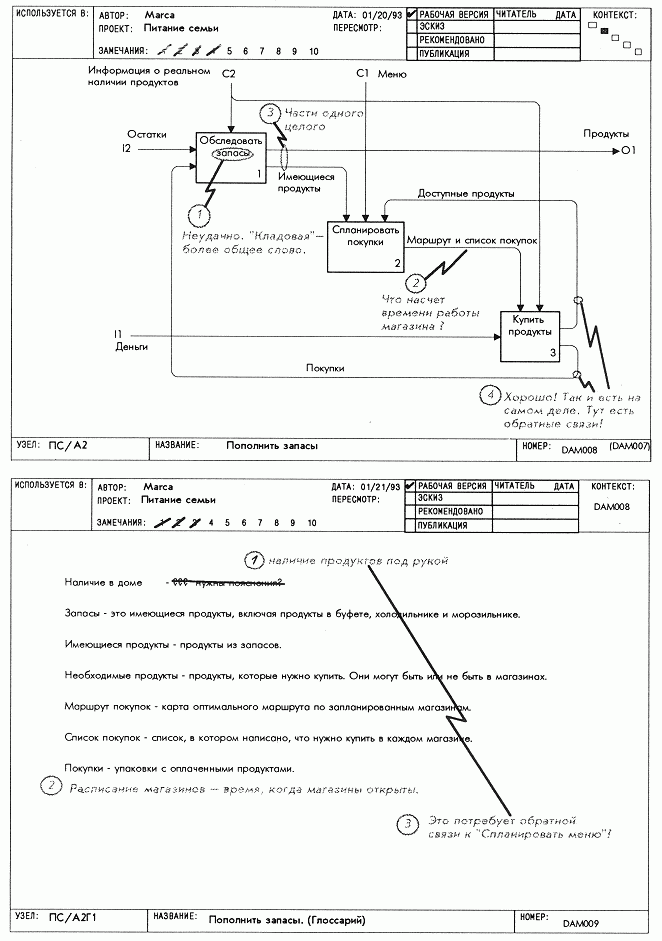 ИСПОЛЬЗУЕТСЯ В:
АВТОР: Marca
ДАТА: 01/20/93
ПРОЕКТ: Питание семьи
ПЕРЕСМОТР:
ЗАМЕЧАНИЯ: 1 2 3 4 5 6 7 8 9 10
РАБОЧАЯ ВЕРСИЯ
ЭСКИЗ
РЕКОМЕНДОВАНО
ПУБЛИКАЦИЯ
ЧИТАТЕЛЬ ДАТА
КОНТЕКСТ:
Информация о реальном
наличии продуктов
C2
C1 Меню
3 Части одного
целого
Остатки
I2
Обследовать
запасы
1
Продукты
O1
Имеющиеся
продукты
1
Неудачно. "Кладовая"–
более общее слово.
Доступные продукты
Спланировать
покупки
2
Маршрут и список покупок
2
Что насчет
времени работы
магазина ?
I1
Деньги
Купить
продукты
3
Покупки
4 Хорошо! Так и есть на
самом деле. Тут есть
обратные связи!
УЗЕЛ: ПС/А2
НАЗВАНИЕ: Пополнить запасы
НОМЕР: DAM008 (DAM007)
ИСПОЛЬЗУЕТСЯ В:
АВТОР: Marca
ДАТА: 01/21/93
ПРОЕКТ: Питание семьи
ПЕРЕСМОТР:
ЗАМЕЧАНИЯ: 1 2 3 4 5 6 7 8 9 10
РАБОЧАЯ ВЕРСИЯ
ЭСКИЗ
РЕКОМЕНДОВАНО
ПУБЛИКАЦИЯ
ЧИТАТЕЛЬ ДАТА
КОНТЕКСТ:
DAM008
1 наличие продуктов под рукой
Наличие в доме - ??? нужны пояснения?
Запасы - это имеющиеся продукты, включая продукты в буфете, холодильнике и морозильнике.
Имеющиеся продукты - продукты из запасов.
Необходимые продукты - продукты, которые нужно купить. Они могут быть или не быть в магазинах.
Маршрут покупок - карта оптимального маршрута по запланированным магазинам.
Список покупок - список, в котором написано, что нужно купить в каждом магазине.
Покупки - упаковки с оплаченными продуктами.
2 Расписание магазинов – время, когда магазины открыты.
3 Это потребует обратной
связи к "Спланировать меню"!
УЗЕЛ: ПС/А2Г1
НАЗВАНИЕ: Пополнить запасы. (Глоссарий)
НОМЕР: DAM009